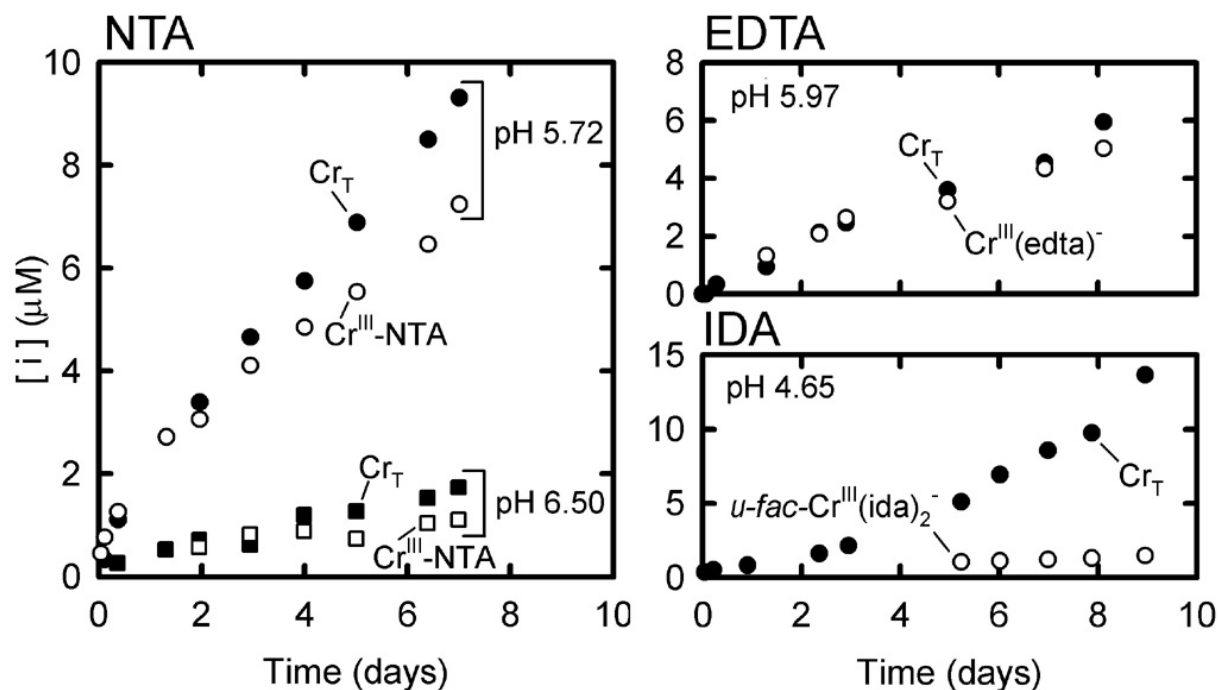 NTA
10
8
6
4
2
0
[ i ] (μM)
pH 5.72
Cr_T
Cr^III-NTA
Cr_T
pH 6.50
Cr^III-NTA
0 2 4 6 8 10
Time (days)
EDTA
8
6
4
2
0
pH 5.97
Cr_T
Cr^III(edta)^-
IDA
15
10
5
0
pH 4.65
u-fac-Cr^III(ida)_2^-
Cr_T
0 2 4 6 8 10
Time (days)